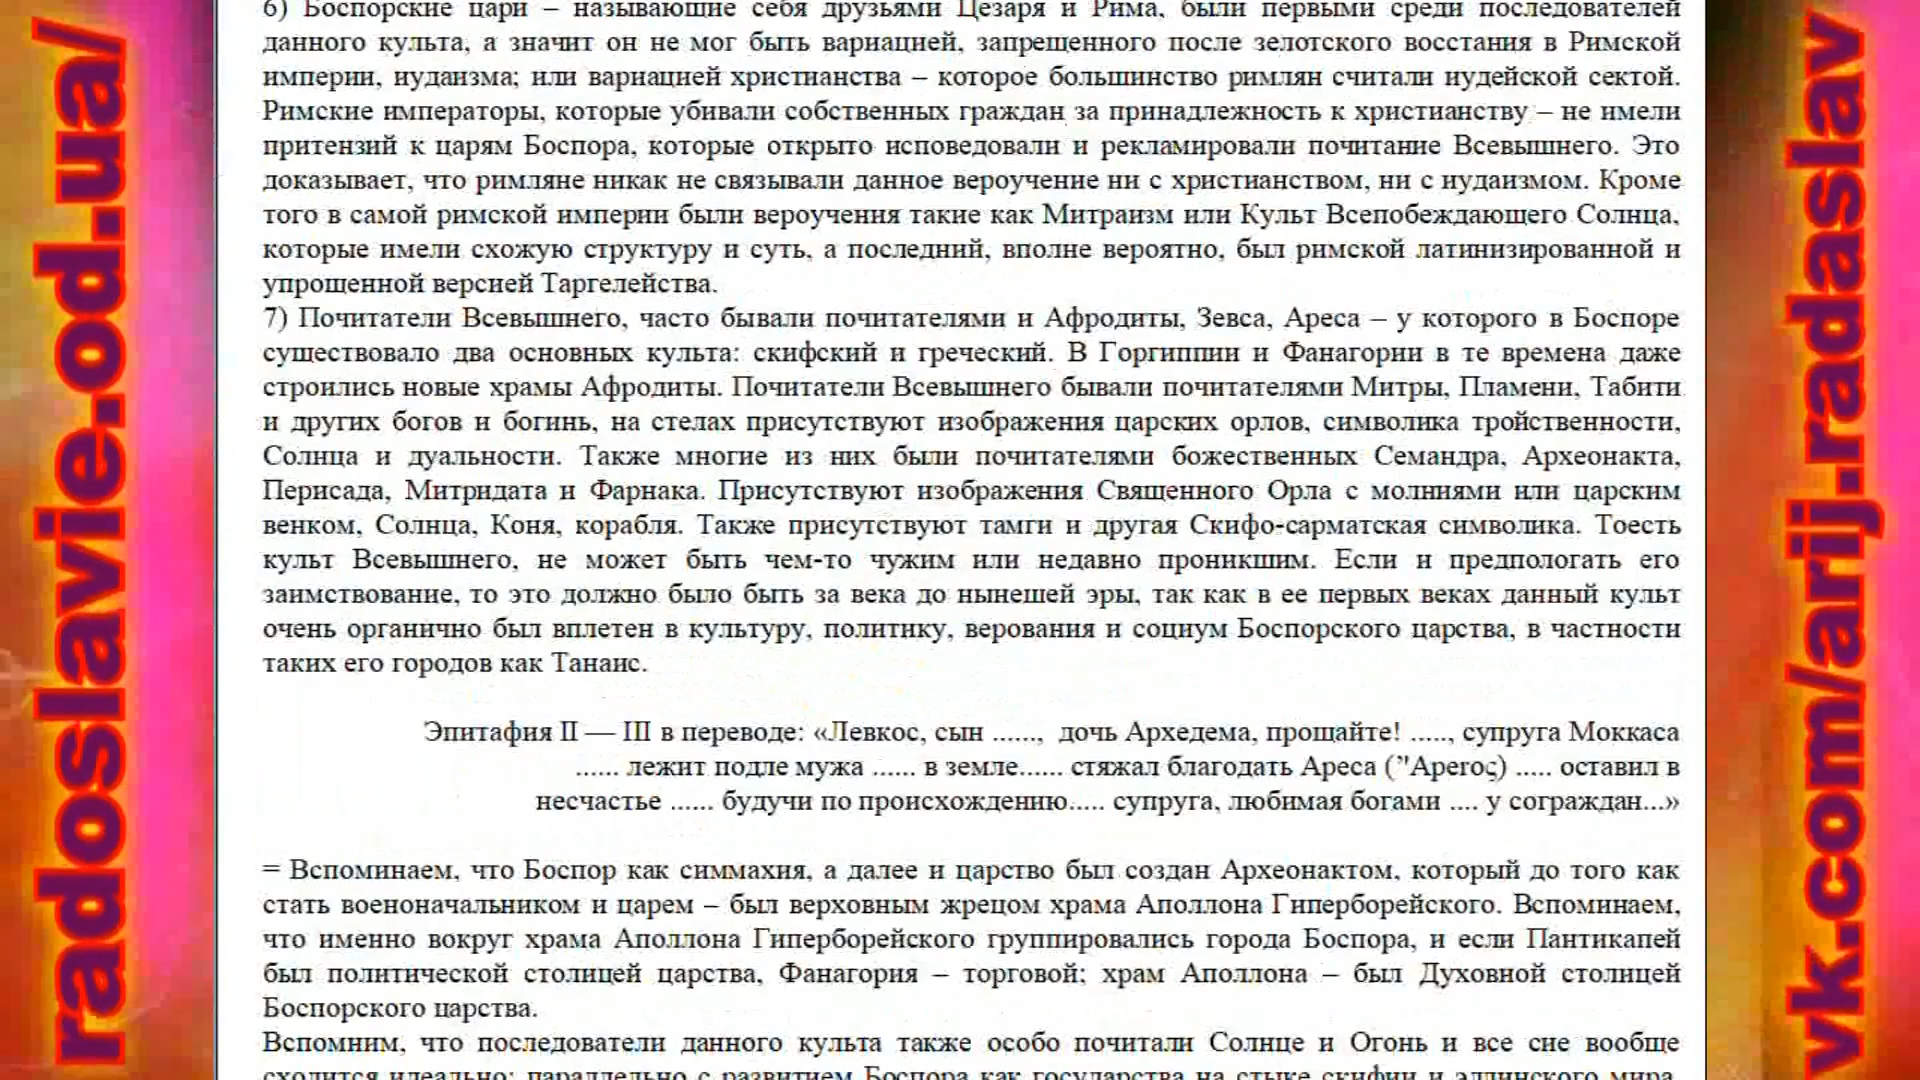 radoslavie.od.ua/
6) Боспорские цари – называющие себя друзьями Цезаря и Рима, были первыми среди последователей
данного культа, а значит он не мог быть вариацией, запрещенного после зелотского восстания в Римской
империи, иудаизма; или вариацией христианства – которое большинство римлян считали иудейской сектой.
Римские императоры, которые убивали собственных граждан за принадлежность к христианству – не имели
притензий к царям Боспора, которые открыто исповедовали и рекламировали почитание Всевышнего. Это
доказывает, что римляне никак не связывали данное вероучение ни с христианством, ни с иудаизмом. Кроме
того в самой римской империи были вероучения такие как Митраизм или Культ Всепобеждающего Солнца,
которые имели схожую структуру и суть, а последний, вполне вероятно, был римской латинизированной и
упрощенной версией Таргелейства.
7) Почитатели Всевышнего, часто бывали почитателями и Афродиты, Зевса, Ареса – у которого в Боспоре
существовало два основных культа: скифский и греческий. В Горгиппии и Фанагории в те времена даже
строились новые храмы Афродиты. Почитатели Всевышнего бывали почитателями Митры, Пламени, Табити
и других богов и богинь, на стелах присутствуют изображения царских орлов, символика тройственности,
Солнца и дуальности. Также многие из них были почитателями божественных Семандра, Археонакта,
Перисада, Митридата и Фарнака. Присутствуют изображения Священного Орла с молниями или царским
венком, Солнца, Коня, корабля. Также присутствуют тамги и другая Скифо-сарматская символика. Тоесть
культ Всевышнего, не может быть чем-то чужим или недавно проникшим. Если и предпологать его
заимствование, то это должно было быть за века до нынешей эры, так как в ее первых веках данный культ
очень органично был вплетен в культуру, политику, верования и социум Боспорского царства, в частности
таких его городов как Танаис.
Эпитафия II — III в переводе: «Левкос, сын ......, дочь Архедема, прощайте! ....., супруга Моккаса
...... лежит подле мужа ...... в земле...... стяжал благодать Ареса ("Αρεroς) ..... оставил в
несчастье ...... будучи по происхождению..... супруга, любимая богами .... у сограждан...»
= Вспоминаем, что Боспор как симмахия, а далее и царство был создан Археонактом, который до того как
стать военоначальником и царем – был верховным жрецом храма Аполлона Гиперборейского. Вспоминаем,
что именно вокруг храма Аполлона Гиперборейского группировались города Боспора, и если Пантикапей
был политической столицей царства, Фанагория – торговой; храм Аполлона – был Духовной столицей
Боспорского царства.
Вспомним, что последователи данного культа также особо почитали Солнце и Огонь и все сие вообще
сходится идеально: параллельно с развитием Боспора как государства на стыке скифии и эллинского мира,
vk.com/arij.radaslav